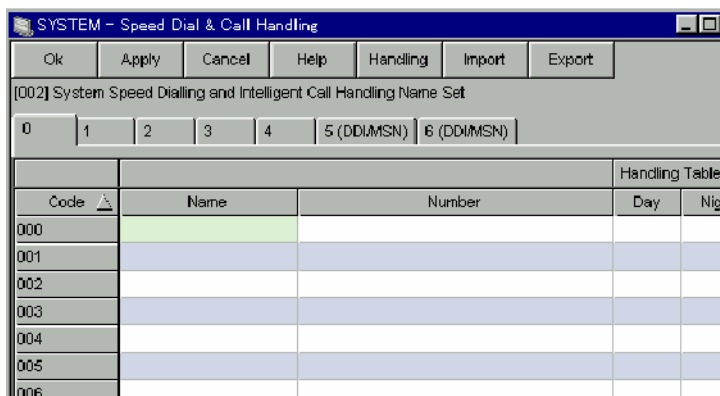 SYSTEM - Speed Dial & Call Handling
Ok Apply Cancel Help Handling Import Export
[002] System Speed Dialling and Intelligent Call Handling Name Set
0 1 2 3 4 5 (DDI/MSN) 6 (DDI/MSN)
Handling Table
Code Name Number Day Nig
000
001
002
003
004
005
006